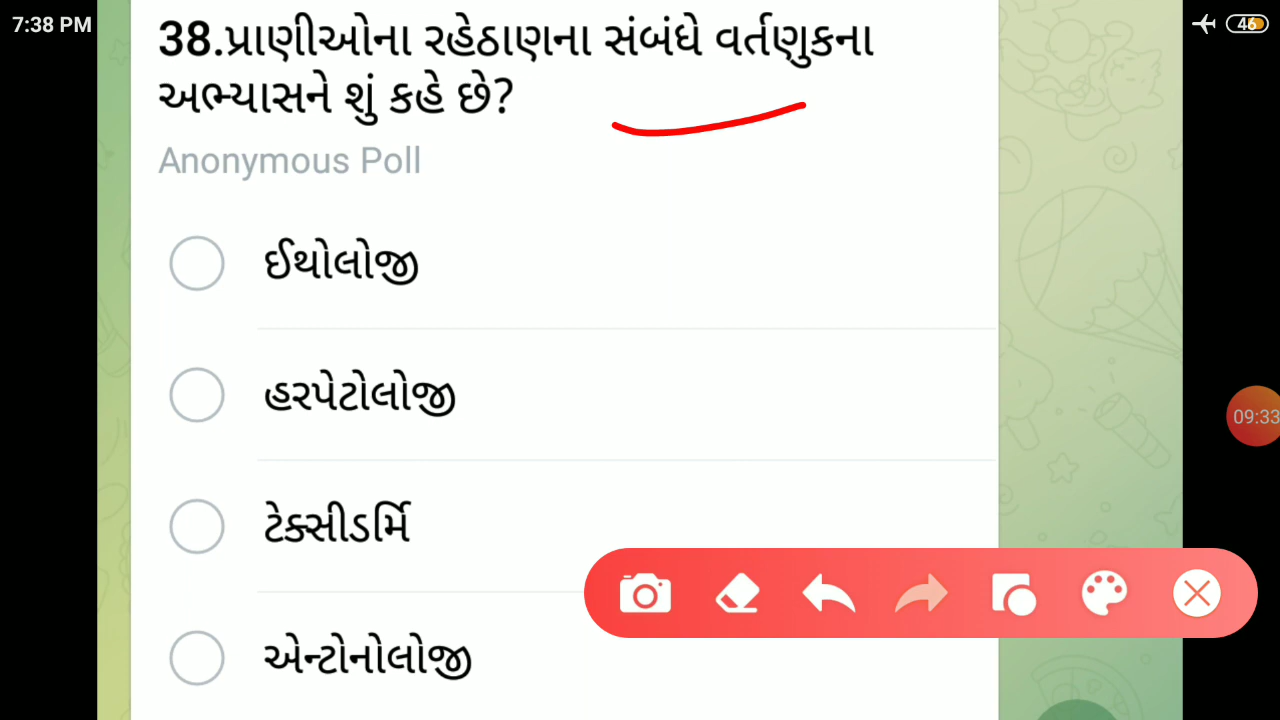 7:38 PM
46
38.પ્રાણીઓના રહેઠાણના સંબંધે વર્તણુકના
અભ્યાસને શું કહે છે?
Anonymous Poll
ઈથોલોજી
હરપેટોલોજી
09:33
ટેક્સીડર્મિ
એન્ટોનોલોજી